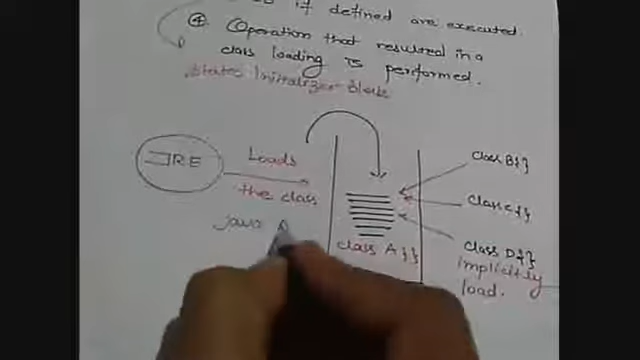 if defined are executed.
④ Operation that resulted in a
class loading is performed.
Static Initializer Block
JRE
Loads
the class
java A
class A { }
class B{ }
class C{ }
class D{ }
implicitly
load.